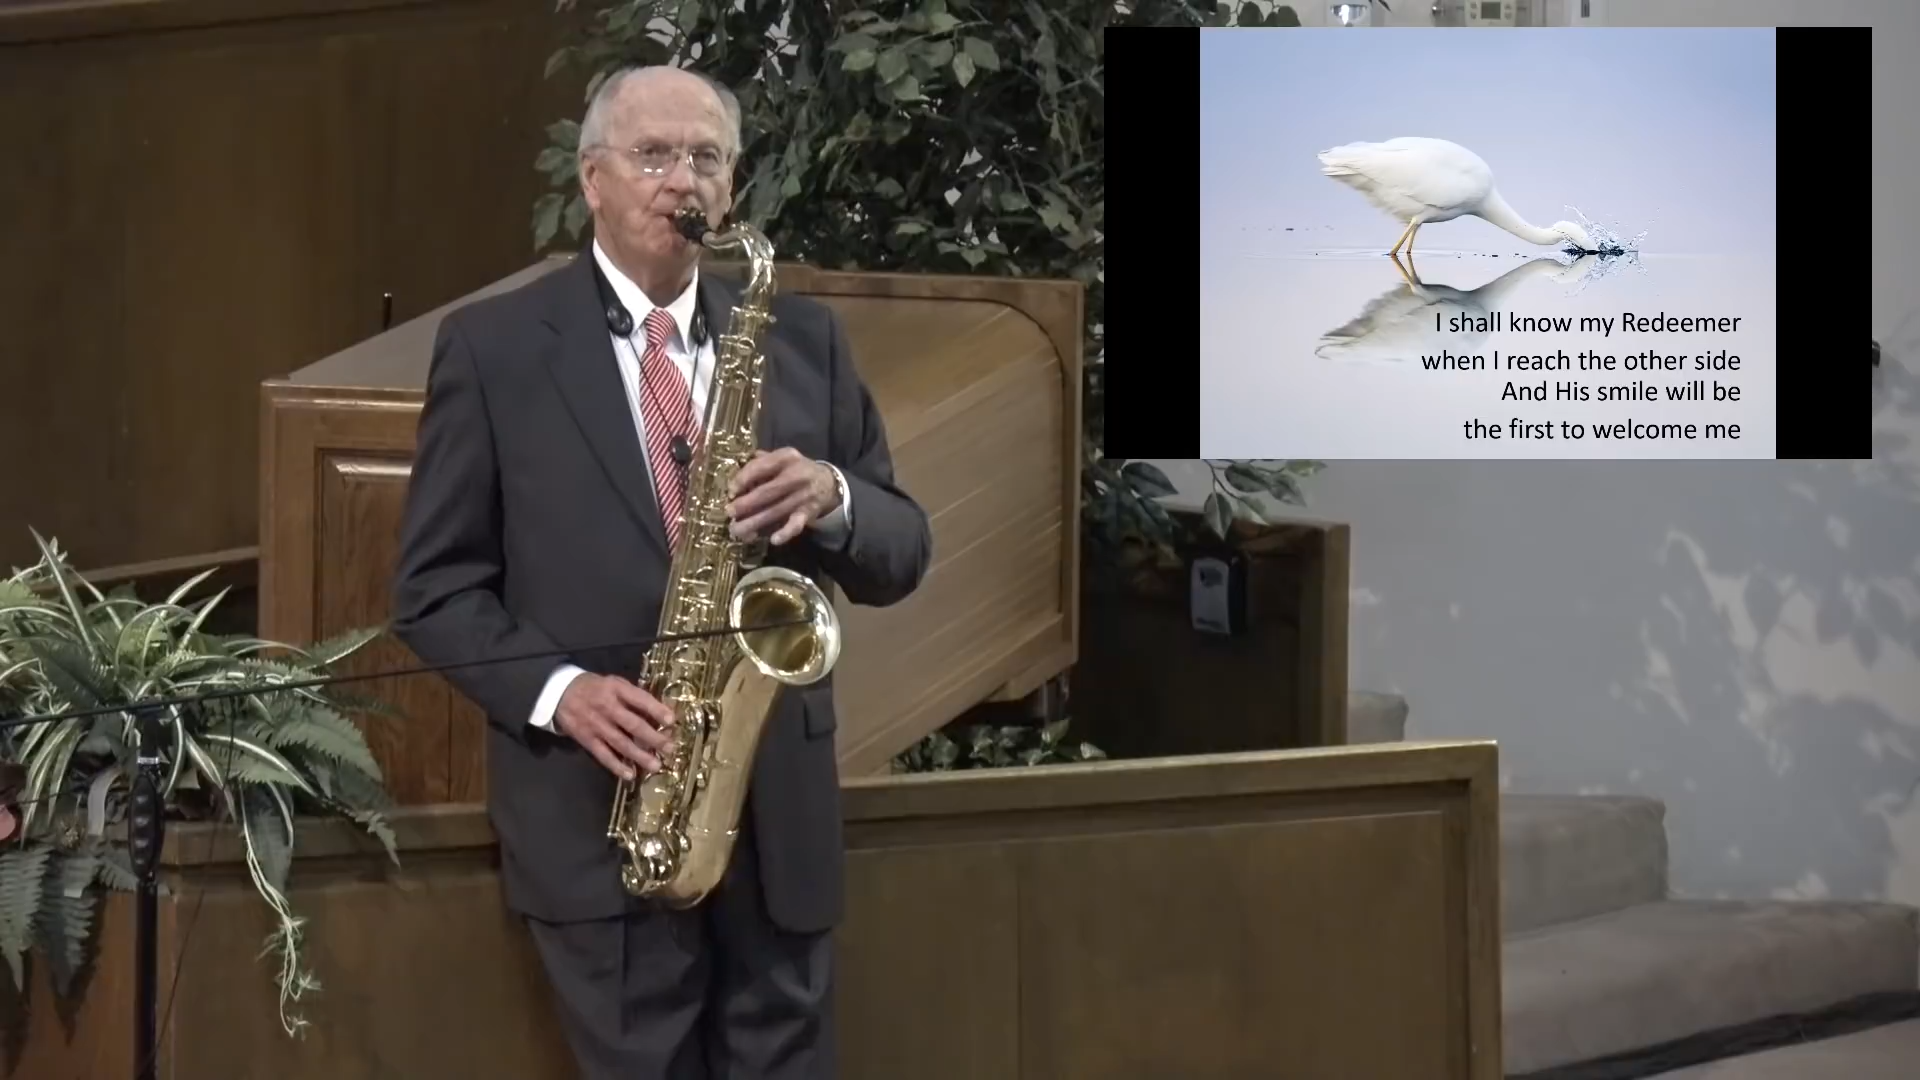 I shall know my Redeemer
when I reach the other side
And His smile will be
the first to welcome me